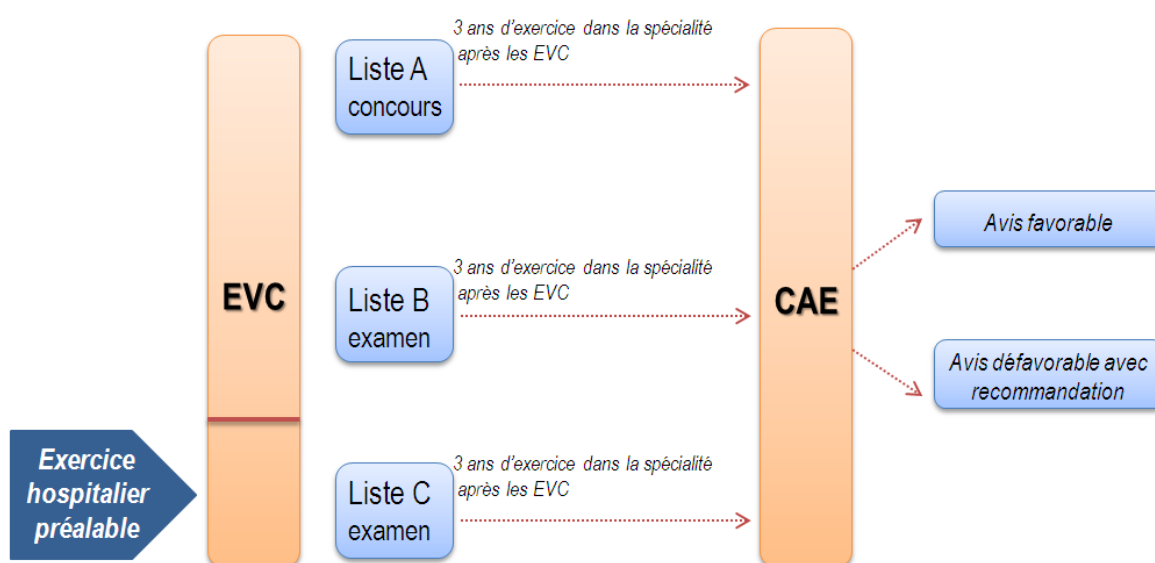 3 ans d'exercice dans la spécialité
après les EVC
Liste A
concours
Avis favorable
3 ans d'exercice dans la spécialité
après les EVC
EVC
Liste B
examen
CAE
Avis défavorable avec
recommandation
Exercice
hospitalier
préalable
3 ans d'exercice dans la spécialité
après les EVC
Liste C
examen